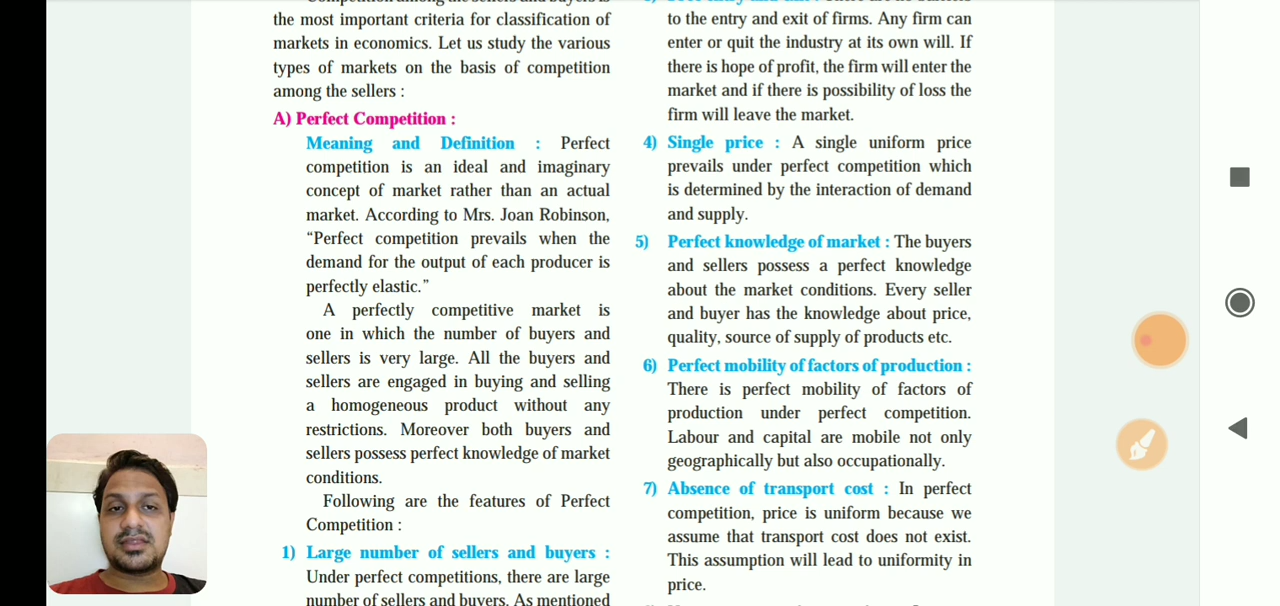 the most important criteria for classification of
markets in economics. Let us study the various
types of markets on the basis of competition
among the sellers :
A) Perfect Competition :
Meaning and Definition : Perfect
competition is an ideal and imaginary
concept of market rather than an actual
market. According to Mrs. Joan Robinson,
“Perfect competition prevails when the
demand for the output of each producer is
perfectly elastic.”
A perfectly competitive market is
one in which the number of buyers and
sellers is very large. All the buyers and
sellers are engaged in buying and selling
a homogeneous product without any
restrictions. Moreover both buyers and
sellers possess perfect knowledge of market
conditions.
Following are the features of Perfect
Competition :
1) Large number of sellers and buyers :
Under perfect competitions, there are large
number of sellers and buyers. As mentioned
to the entry and exit of firms. Any firm can
enter or quit the industry at its own will. If
there is hope of profit, the firm will enter the
market and if there is possibility of loss the
firm will leave the market.
4) Single price : A single uniform price
prevails under perfect competition which
is determined by the interaction of demand
and supply.
5) Perfect knowledge of market : The buyers
and sellers possess a perfect knowledge
about the market conditions. Every seller
and buyer has the knowledge about price,
quality, source of supply of products etc.
6) Perfect mobility of factors of production :
There is perfect mobility of factors of
production under perfect competition.
Labour and capital are mobile not only
geographically but also occupationally.
7) Absence of transport cost : In perfect
competition, price is uniform because we
assume that transport cost does not exist.
This assumption will lead to uniformity in
price.